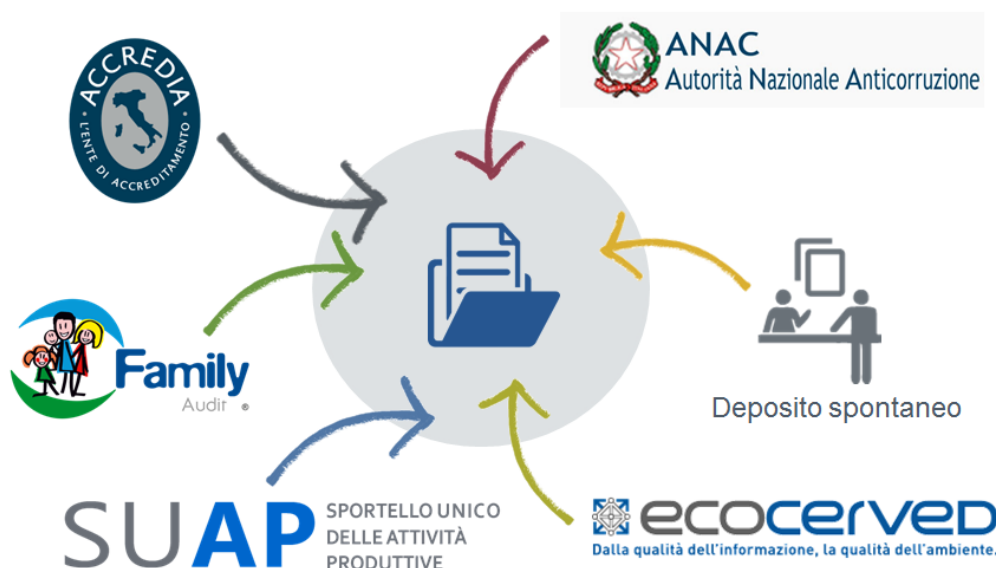 ACCREDIA
L'ENTE DI ACCREDITAMENTO
ANAC
Autorità Nazionale Anticorruzione
Family
Audit ®
Deposito spontaneo
SUAP
SPORTELLO UNICO
DELLE ATTIVITÀ
PRODUTTIVE
ecocerved
Dalla qualità dell'informazione, la qualità dell'ambiente.